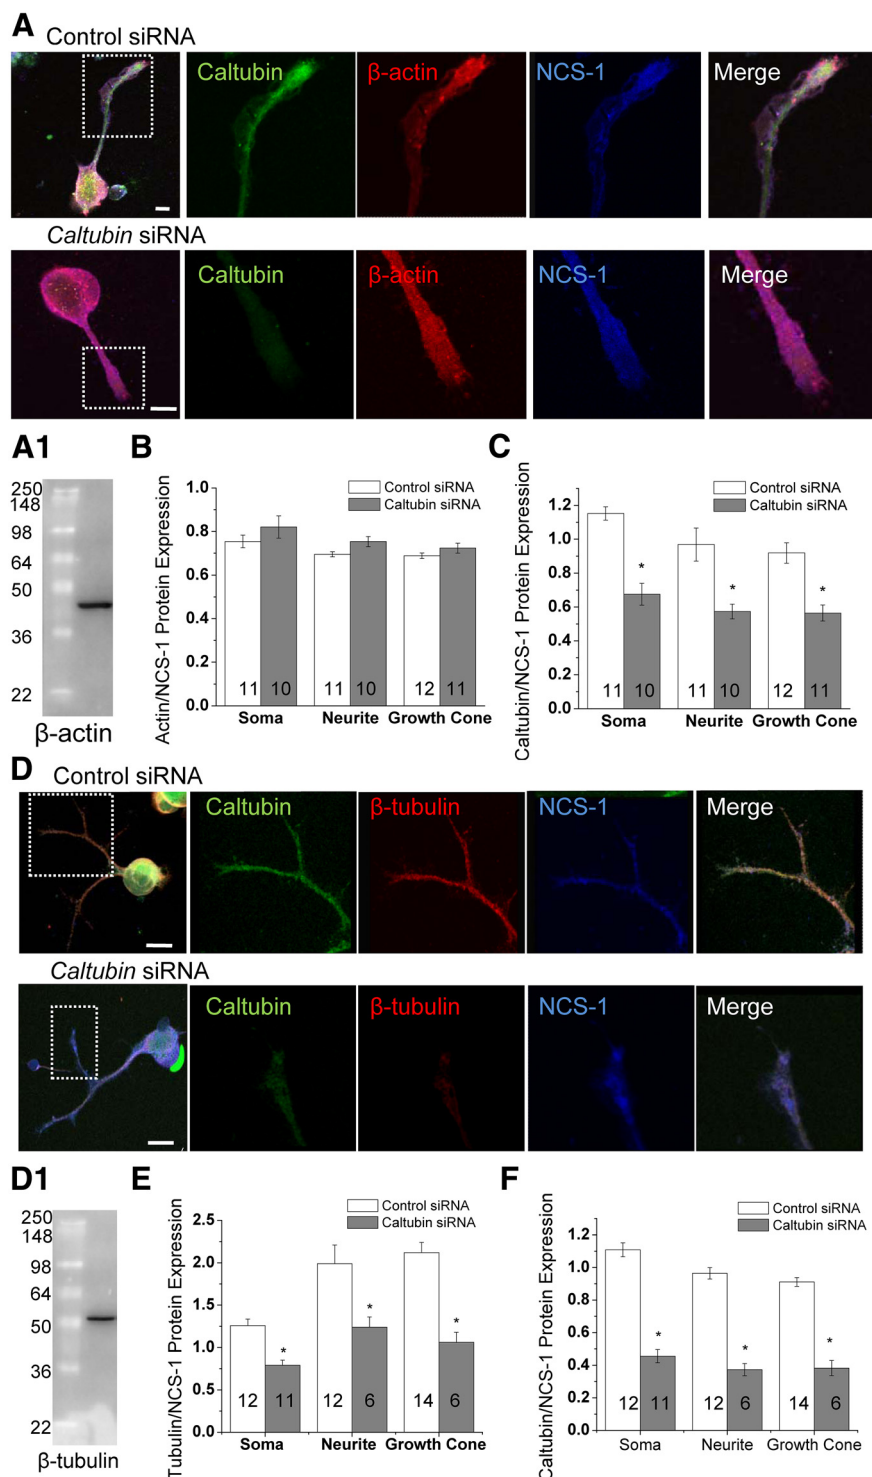 A
Control siRNA
Caltubin
β-actin
NCS-1
Merge
Caltubin siRNA
Caltubin
β-actin
NCS-1
Merge
A1
250
148
98
64
50
36
22
β-actin
B
Control siRNA
Caltubin siRNA
Actin/NCS-1 Protein Expression
1.0
0.8
0.6
0.4
0.2
0.0
11 10 11 10 12 11
Soma Neurite Growth Cone
C
Control siRNA
Caltubin siRNA
Caltubin/NCS-1 Protein Expression
1.2
1.0
0.8
0.6
0.4
0.2
0.0
* * *
11 10 11 10 12 11
Soma Neurite Growth Cone
D
Control siRNA
Caltubin
β-tubulin
NCS-1
Merge
Caltubin siRNA
Caltubin
β-tubulin
NCS-1
Merge
D1
250
148
98
64
50
36
22
β-tubulin
E
Control siRNA
Caltubin siRNA
Tubulin/NCS-1 Protein Expression
2.5
2.0
1.5
1.0
0.5
0.0
* * *
12 11 12 6 14 6
Soma Neurite Growth Cone
F
Control siRNA
Caltubin siRNA
Caltubin/NCS-1 Protein Expression
1.2
1.0
0.8
0.6
0.4
0.2
0.0
* * *
12 11 12 6 14 6
Soma Neurite Growth Cone